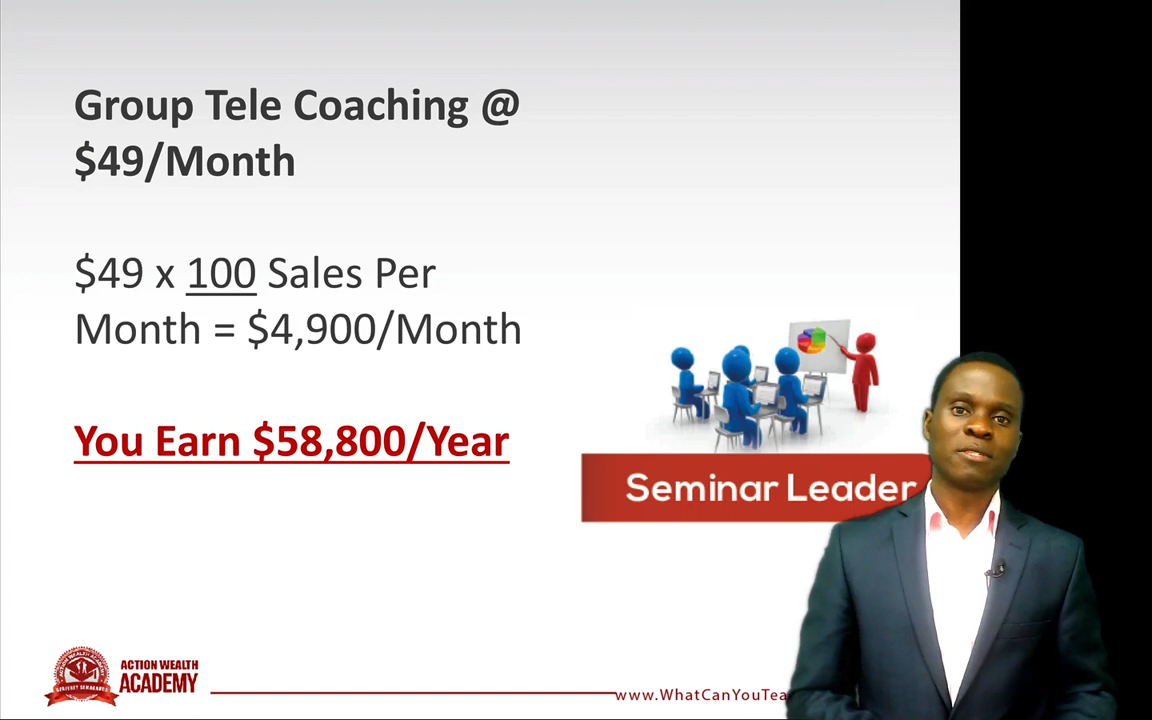 Group Tele Coaching @
$49/Month
$49 x 100 Sales Per
Month = $4,900/Month
You Earn $58,800/Year
Seminar Leader
ACTION WEALTH
ACADEMY
www.WhatCanYouTea